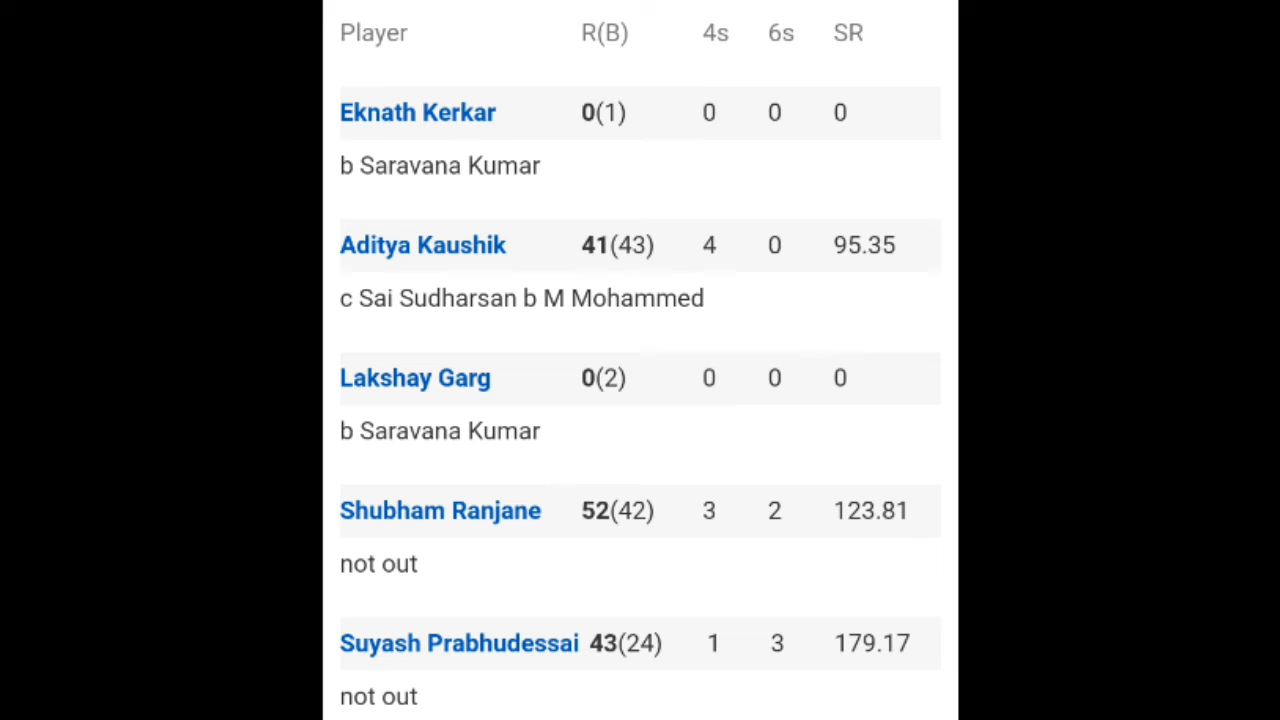 Player R(B) 4s 6s SR
Eknath Kerkar 0(1) 0 0 0
b Saravana Kumar
Aditya Kaushik 41(43) 4 0 95.35
c Sai Sudharsan b M Mohammed
Lakshay Garg 0(2) 0 0 0
b Saravana Kumar
Shubham Ranjane 52(42) 3 2 123.81
not out
Suyash Prabhudessai 43(24) 1 3 179.17
not out